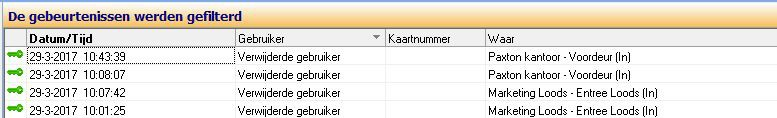 De gebeurtenissen werden gefilterd
Datum/Tijd Gebruiker Kaartnummer Waar
29-3-2017 10:43:39 Verwijderde gebruiker Paxton kantoor - Voordeur (In)
29-3-2017 10:08:07 Verwijderde gebruiker Paxton kantoor - Voordeur (In)
29-3-2017 10:07:42 Verwijderde gebruiker Marketing Loods - Entree Loods (In)
29-3-2017 10:01:25 Verwijderde gebruiker Marketing Loods - Entree Loods (In)